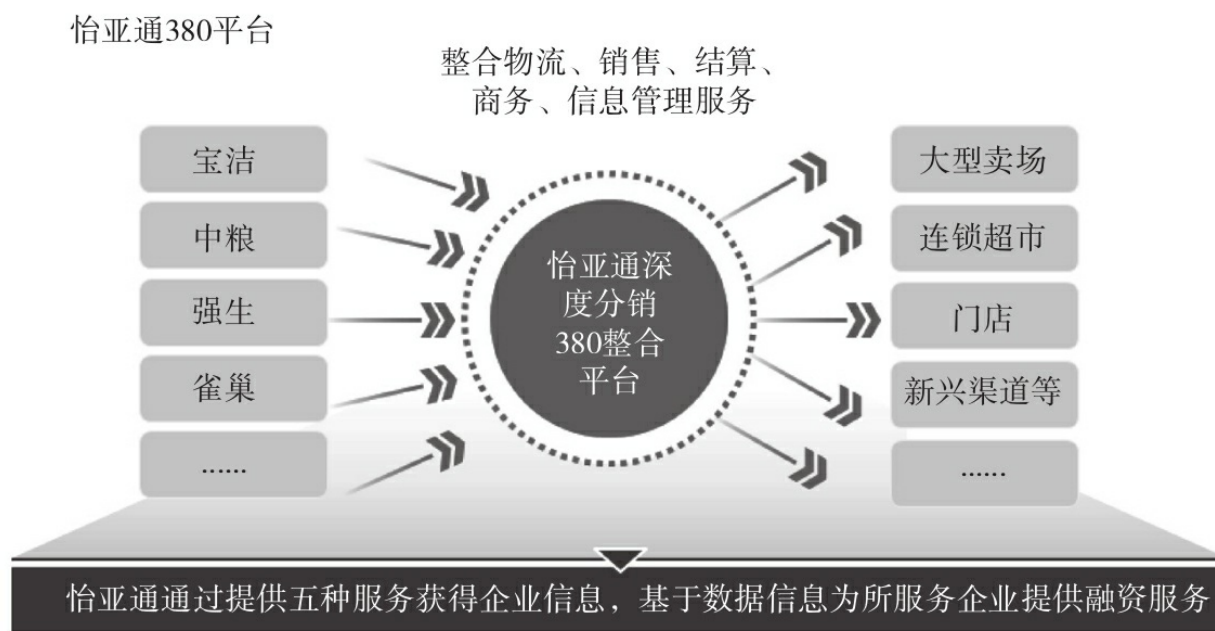 怡亚通380平台
整合物流、销售、结算、
商务、信息管理服务
宝洁
中粮
强生
雀巢
……
怡亚通深
度分销
380整合
平台
大型卖场
连锁超市
门店
新兴渠道等
……
怡亚通通过提供五种服务获得企业信息，基于数据信息为所服务企业提供融资服务